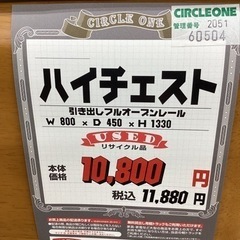 CIRCLE ONE
CIRCLEONE
管理番号 2051
60504
ハイチェスト
引き出しフルオープンレール
W 800 × D 450 × H 1330
USED
リサイクル品
本体
価格
10,800円
税込 11,880円